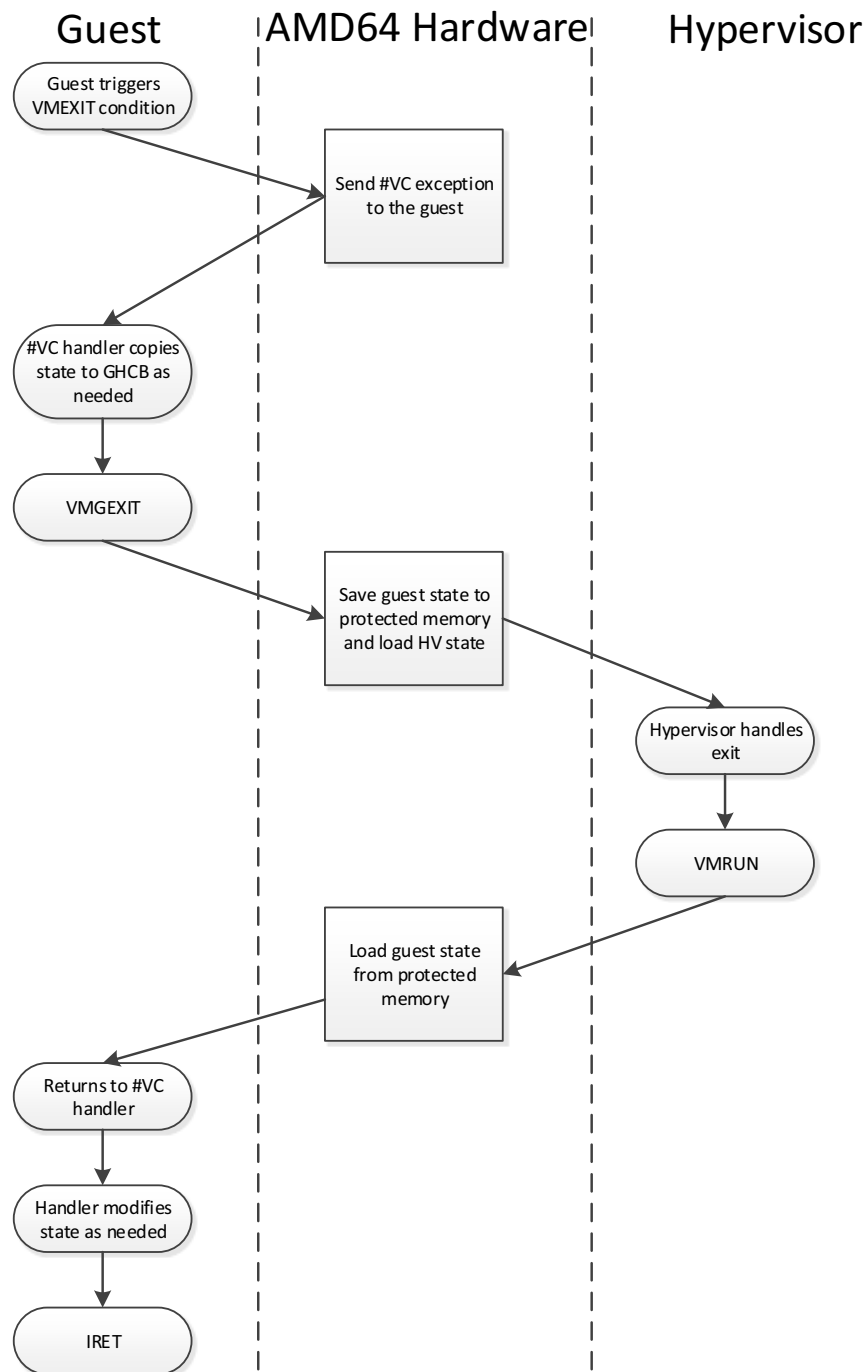 Guest
AMD64 Hardware
Hypervisor
Guest triggers
VMEXIT condition
Send #VC exception
to the guest
#VC handler copies
state to GHCB as
needed
VMGEXIT
Save guest state to
protected memory
and load HV state
Hypervisor handles
exit
VMRUN
Load guest state
from protected
memory
Returns to #VC
handler
Handler modifies
state as needed
IRET